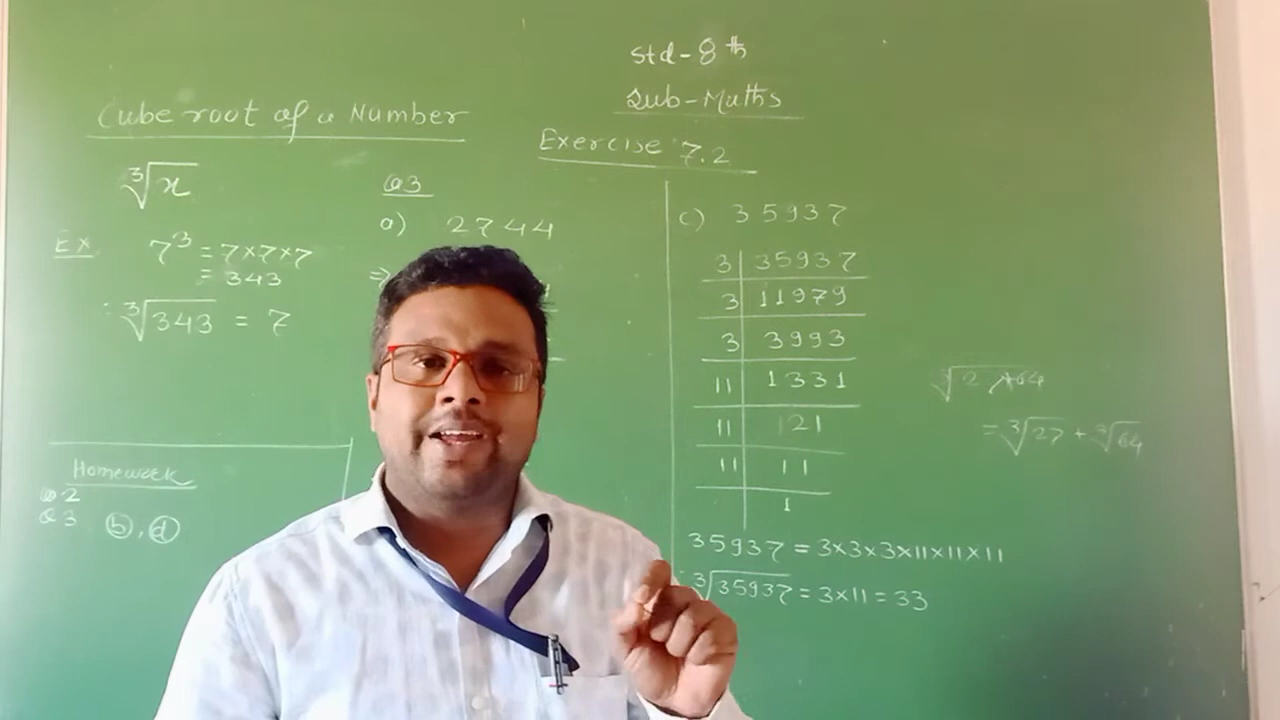 Std-8th
Sub-Maths
Exercise 7.2
Cube root of a Number
∛x
Ex
7³ = 7×7×7
= 343
∴ ∛343 = 7
Q3
a) 2744
⇒
Homework
Q2
Q3 ⓑ, ⓓ
c) 35937
3 | 35937
3 | 11979
3 | 3993
11 | 1331
11 | 121
11 | 11
1
35937 = 3×3×3×11×11×11
∴ ∛35937 = 3×11 = 33
= ∛27 + ∛64